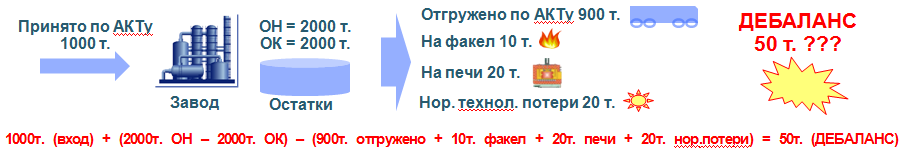 Принято по АКТу
1000 т.
Завод
ОН = 2000 т.
ОК = 2000 т.
Остатки
Отгружено по АКТу 900 т.
На факел 10 т.
На печи 20 т.
Нор. технол. потери 20 т.
ДЕБАЛАНС
50 т. ???
1000т. (вход) + (2000т. ОН – 2000т. ОК) – (900т. отгружено + 10т. факел + 20т. печи + 20т. нор.потери) = 50т. (ДЕБАЛАНС)